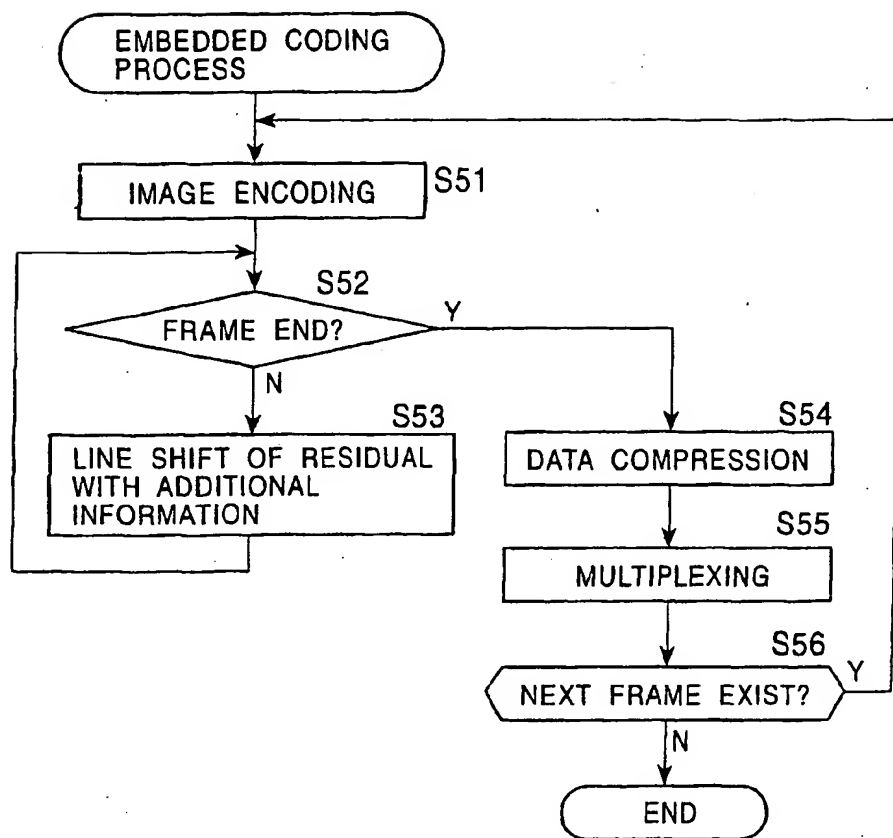 EMBEDDED CODING
PROCESS
IMAGE ENCODING
S51
S52
FRAME END?
Y
N
S53
LINE SHIFT OF RESIDUAL
WITH ADDITIONAL
INFORMATION
S54
DATA COMPRESSION
S55
MULTIPLEXING
S56
NEXT FRAME EXIST?
Y
N
END